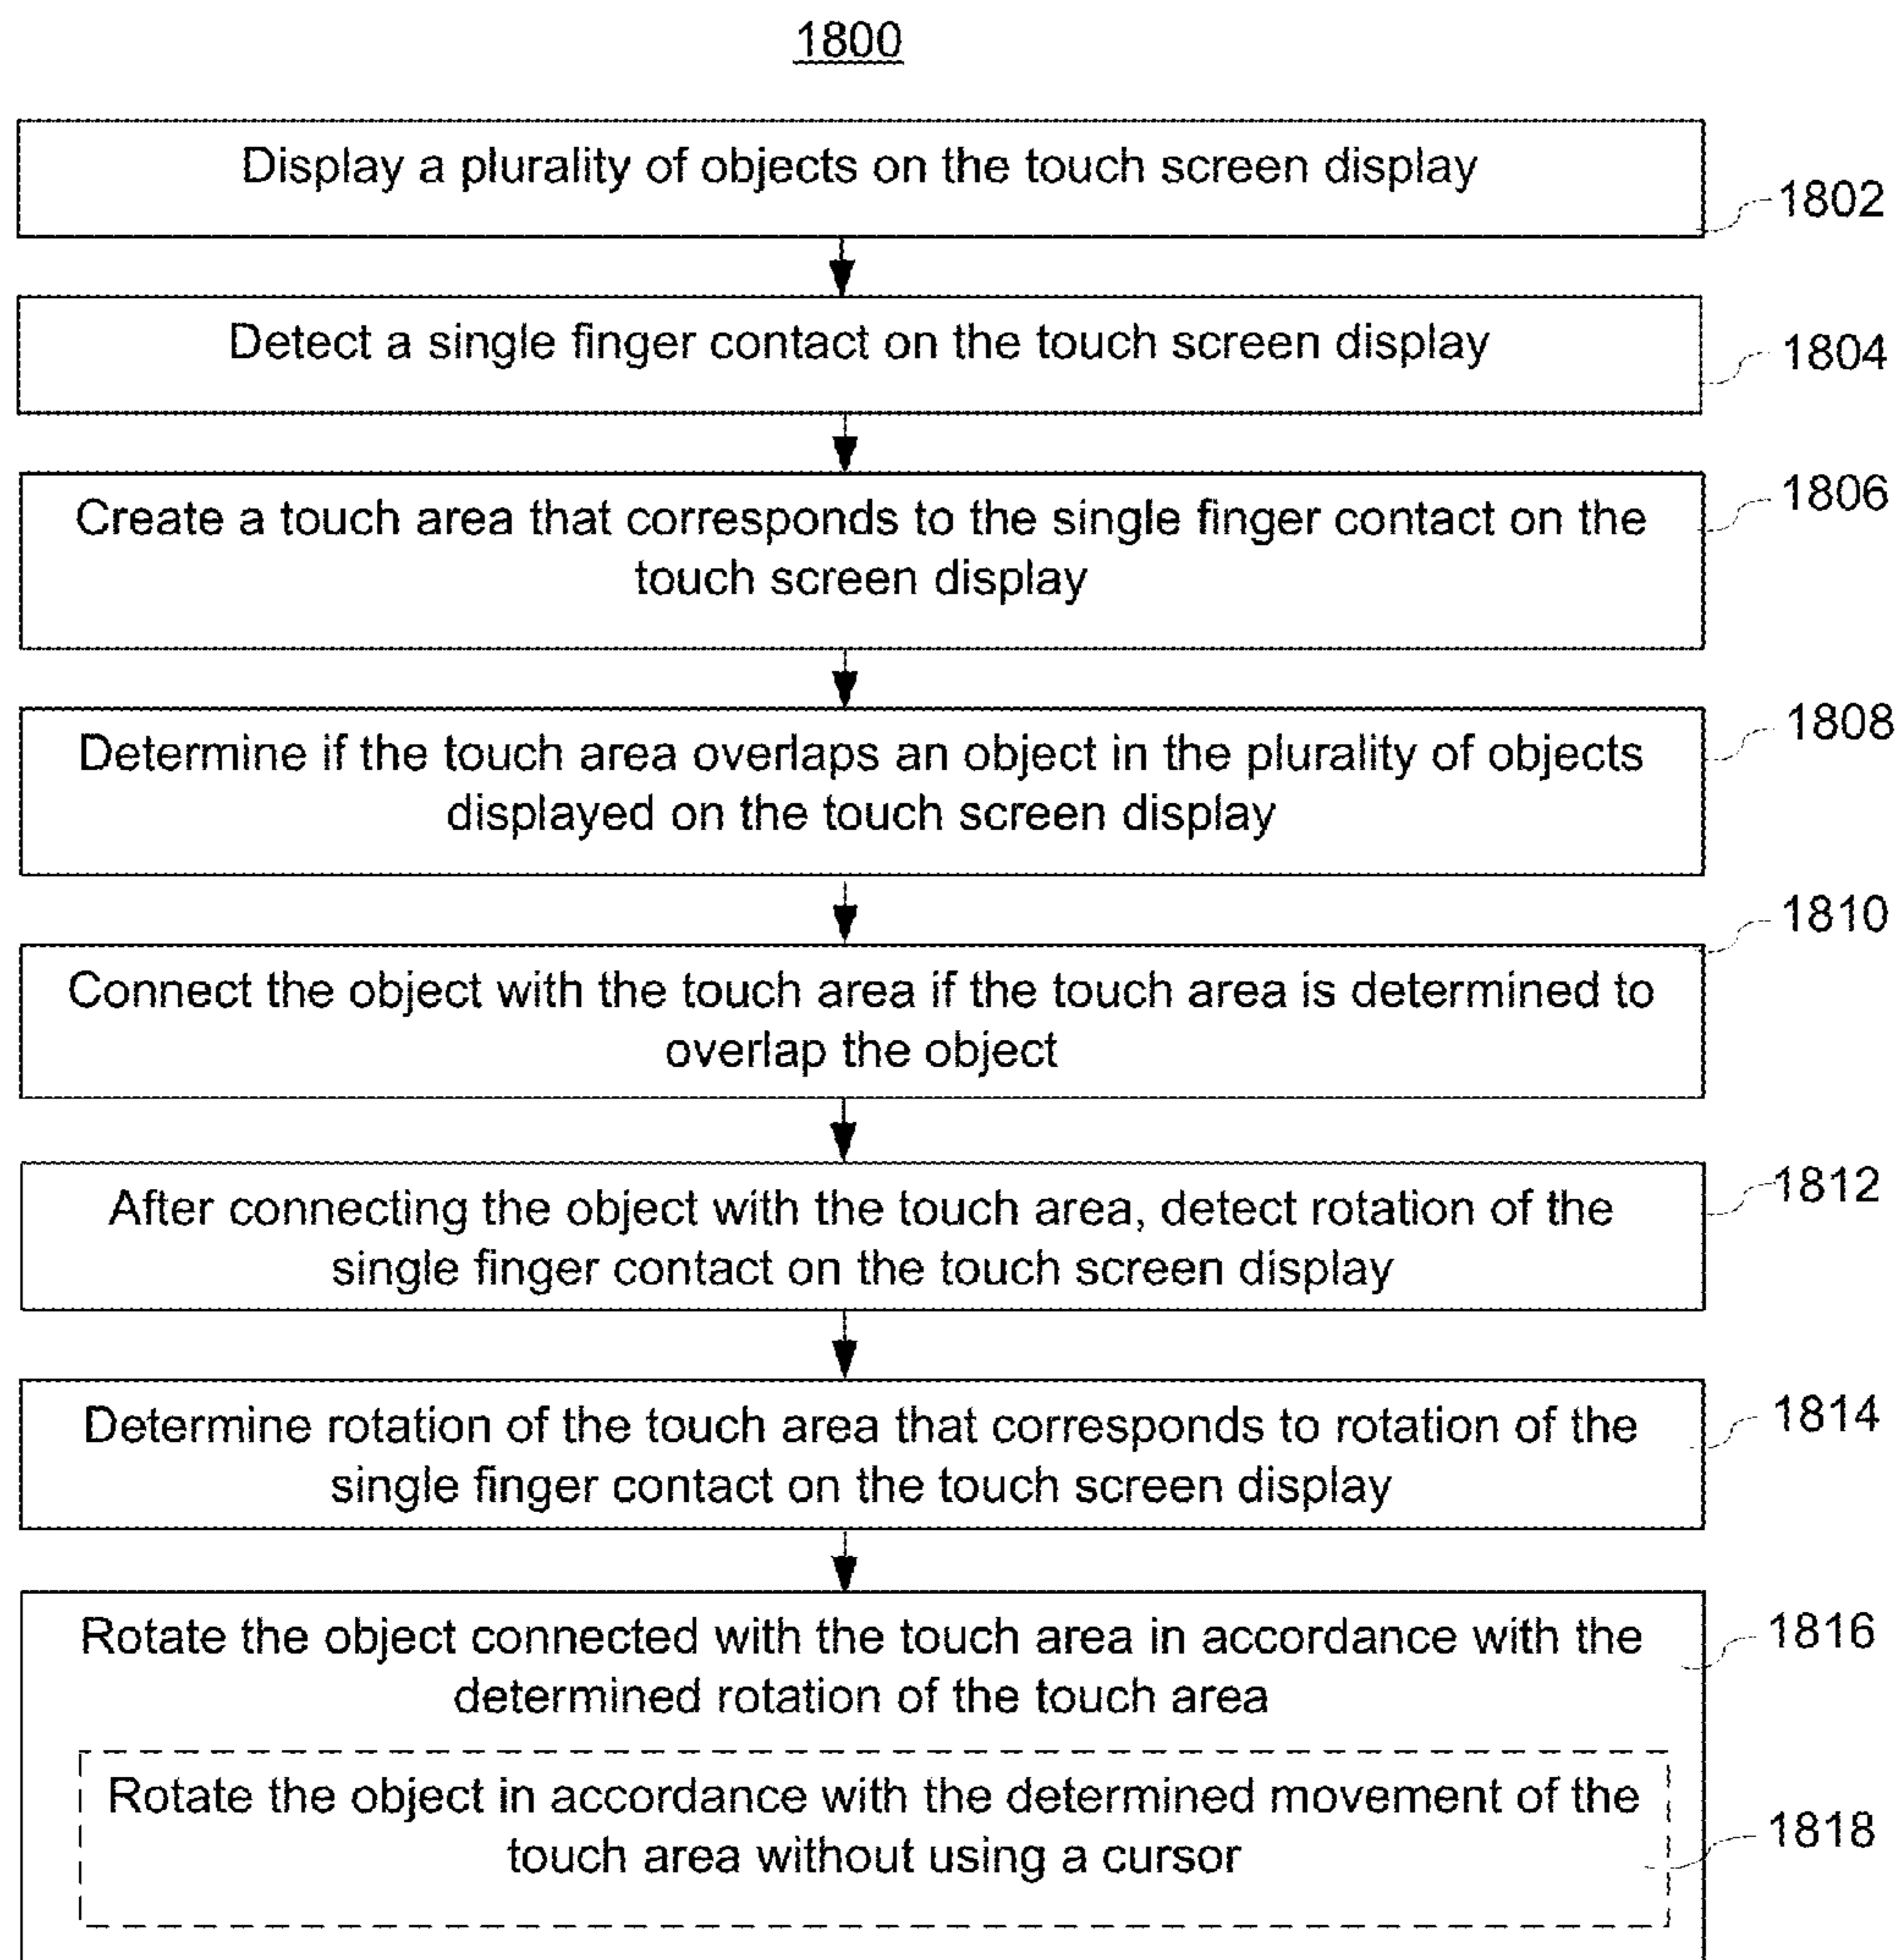 1800
Display a plurality of objects on the touch screen display
1802
Detect a single finger contact on the touch screen display
1804
Create a touch area that corresponds to the single finger contact on the
touch screen display
1806
Determine if the touch area overlaps an object in the plurality of objects
displayed on the touch screen display
1808
Connect the object with the touch area if the touch area is determined to
overlap the object
1810
After connecting the object with the touch area, detect rotation of the
single finger contact on the touch screen display
1812
Determine rotation of the touch area that corresponds to rotation of the
single finger contact on the touch screen display
1814
Rotate the object connected with the touch area in accordance with the
determined rotation of the touch area
1816
Rotate the object in accordance with the determined movement of the
touch area without using a cursor
1818